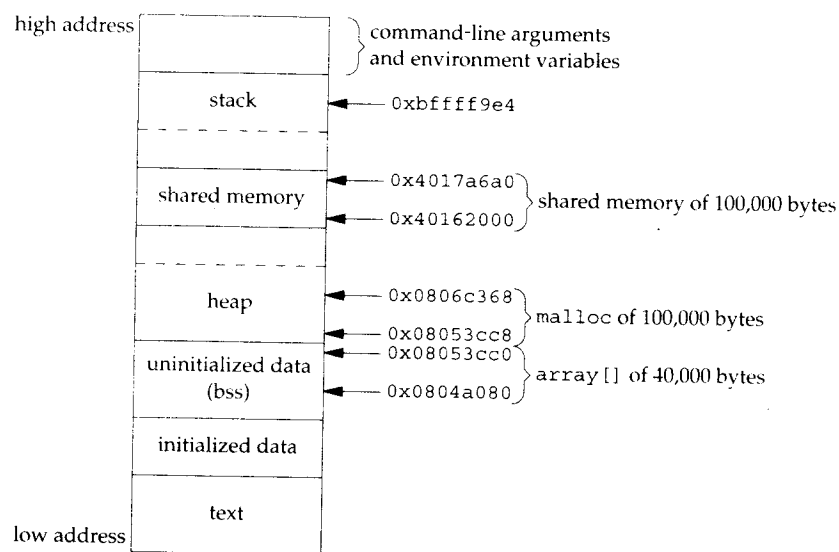 high address
command-line arguments
and environment variables
stack
0xbffff9e4
0x4017a6a0
shared memory
shared memory of 100,000 bytes
0x40162000
heap
0x0806c368
malloc of 100,000 bytes
0x08053cc8
0x08053cc0
uninitialized data
(bss)
array[] of 40,000 bytes
0x0804a080
initialized data
text
low address